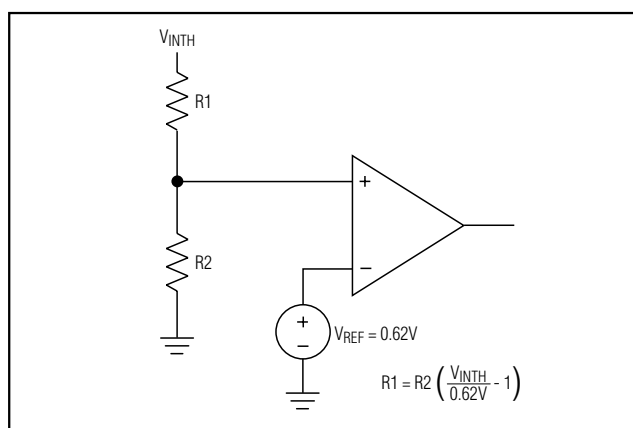 VINTH
R1
+
R2
−
+
−
VREF = 0.62V
R1 = R2 (VINTH/0.62V - 1)